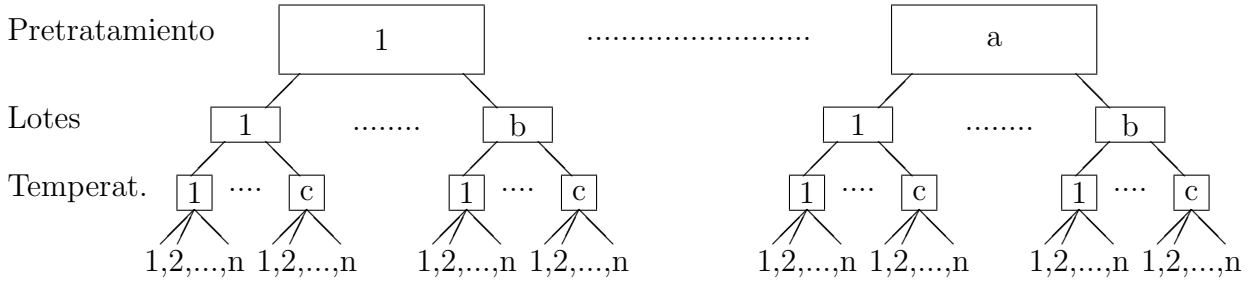 Pretratamiento 1 ......................... a
Lotes 1 ........ b 1 ........ b
Temperat. 1 .... c 1 .... c 1 .... c 1 .... c
1,2,...,n 1,2,...,n 1,2,...,n 1,2,...,n 1,2,...,n 1,2,...,n 1,2,...,n 1,2,...,n